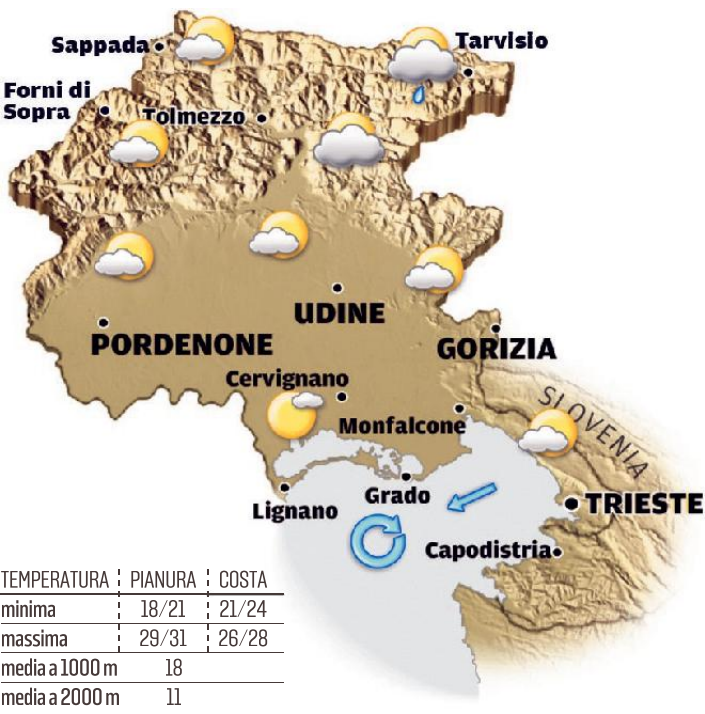 Sappada
Tarvisio
Forni di
Sopra
Tolmezzo
UDINE
PORDENONE
GORIZIA
Cervignano
SLOVENIA
Monfalcone
Grado
Lignano
TRIESTE
Capodistria
TEMPERATURA PIANURA COSTA
minima 18/21 21/24
massima 29/31 26/28
media a 1000 m 18
media a 2000 m 11